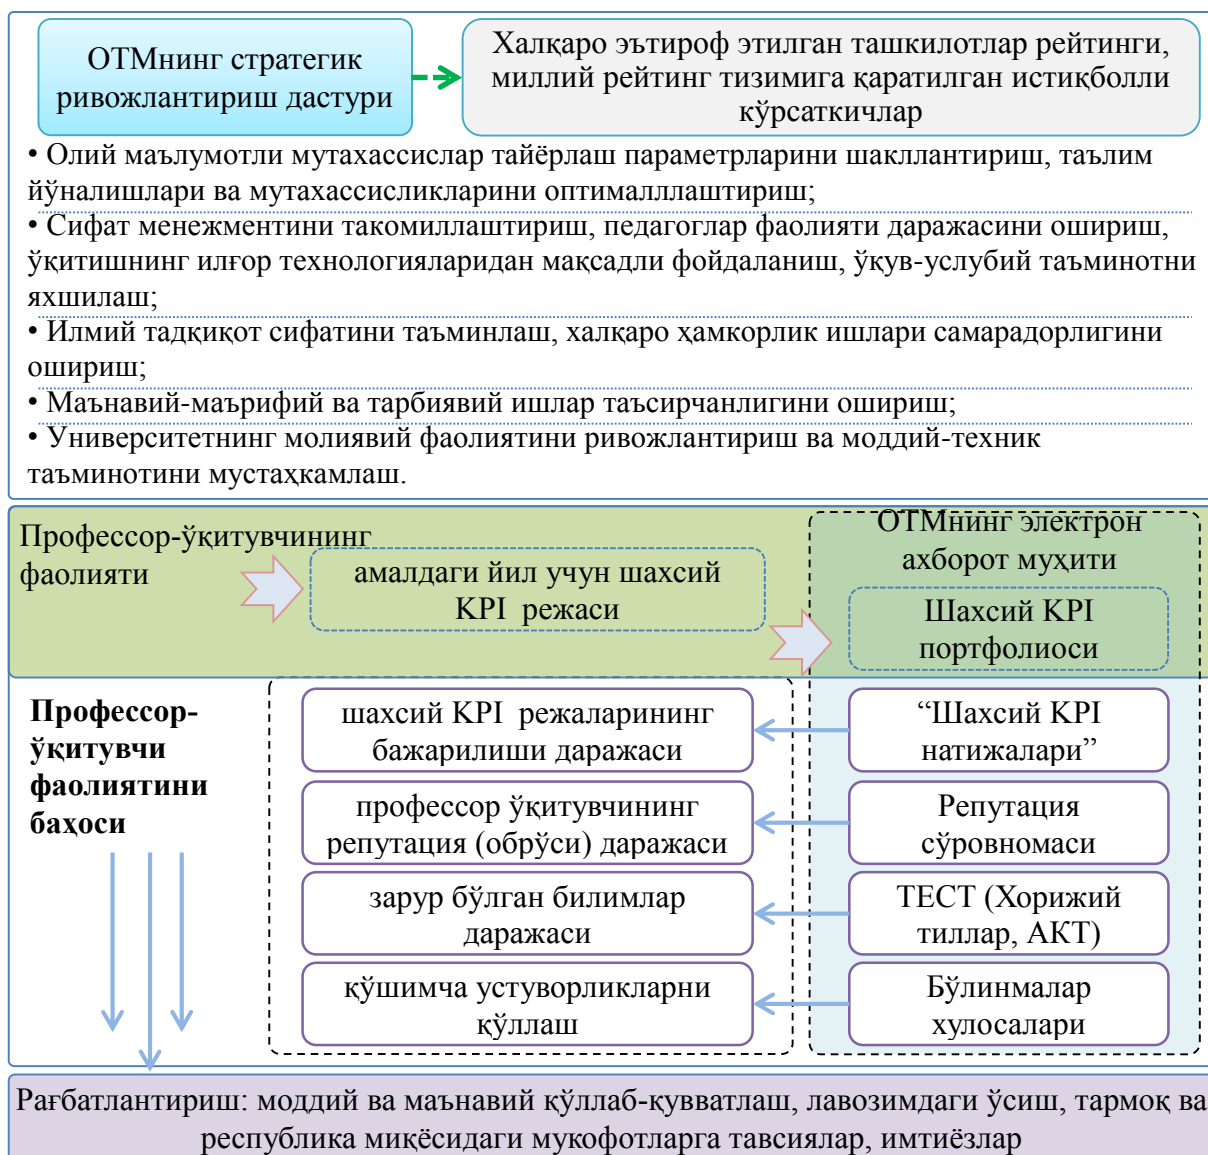 ОТМнинг стратегик
ривожлантириш дастури
Халқаро эътироф этилган ташкилотлар рейтинги,
миллий рейтинг тизимига қаратилган истиқболли
кўрсаткичлар
• Олий маълумотли мутахассислар тайёрлаш параметрларини шакллантириш, таълим
йўналишлари ва мутахассисликларини оптималллаштириш;
• Сифат менежментини такомиллаштириш, педагоглар фаолияти даражасини ошириш,
ўқитишнинг илғор технологияларидан мақсадли фойдаланиш, ўқув-услубий таъминотни
яхшилаш;
• Илмий тадқиқот сифатини таъминлаш, халқаро ҳамкорлик ишлари самарадорлигини
ошириш;
• Маънавий-маърифий ва тарбиявий ишлар таъсирчанлигини ошириш;
• Университетнинг молиявий фаолиятини ривожлантириш ва моддий-техник
таъминотини мустаҳкамлаш.
Профессор-ўқитувчининг
фаолияти
амалдаги йил учун шахсий
KPI режаси
ОТМнинг электрон
ахборот муҳити
Шахсий KPI
портфолиоси
Профессор-
ўқитувчи
фаолиятини
баҳоси
шахсий KPI режаларининг
бажарилиши даражаси
“Шахсий KPI
натижалари”
профессор ўқитувчининг
репутация (обрўси) даражаси
Репутация
сўровномаси
зарур бўлган билимлар
даражаси
ТЕСТ (Хорижий
тиллар, АКТ)
қўшимча устуворликларни
қўллаш
Бўлинмалар
хулосалари
Рағбатлантириш: моддий ва маънавий қўллаб-қувватлаш, лавозимдаги ўсиш, тармоқ ва
республика миқёсидаги мукофотларга тавсиялар, имтиёзлар